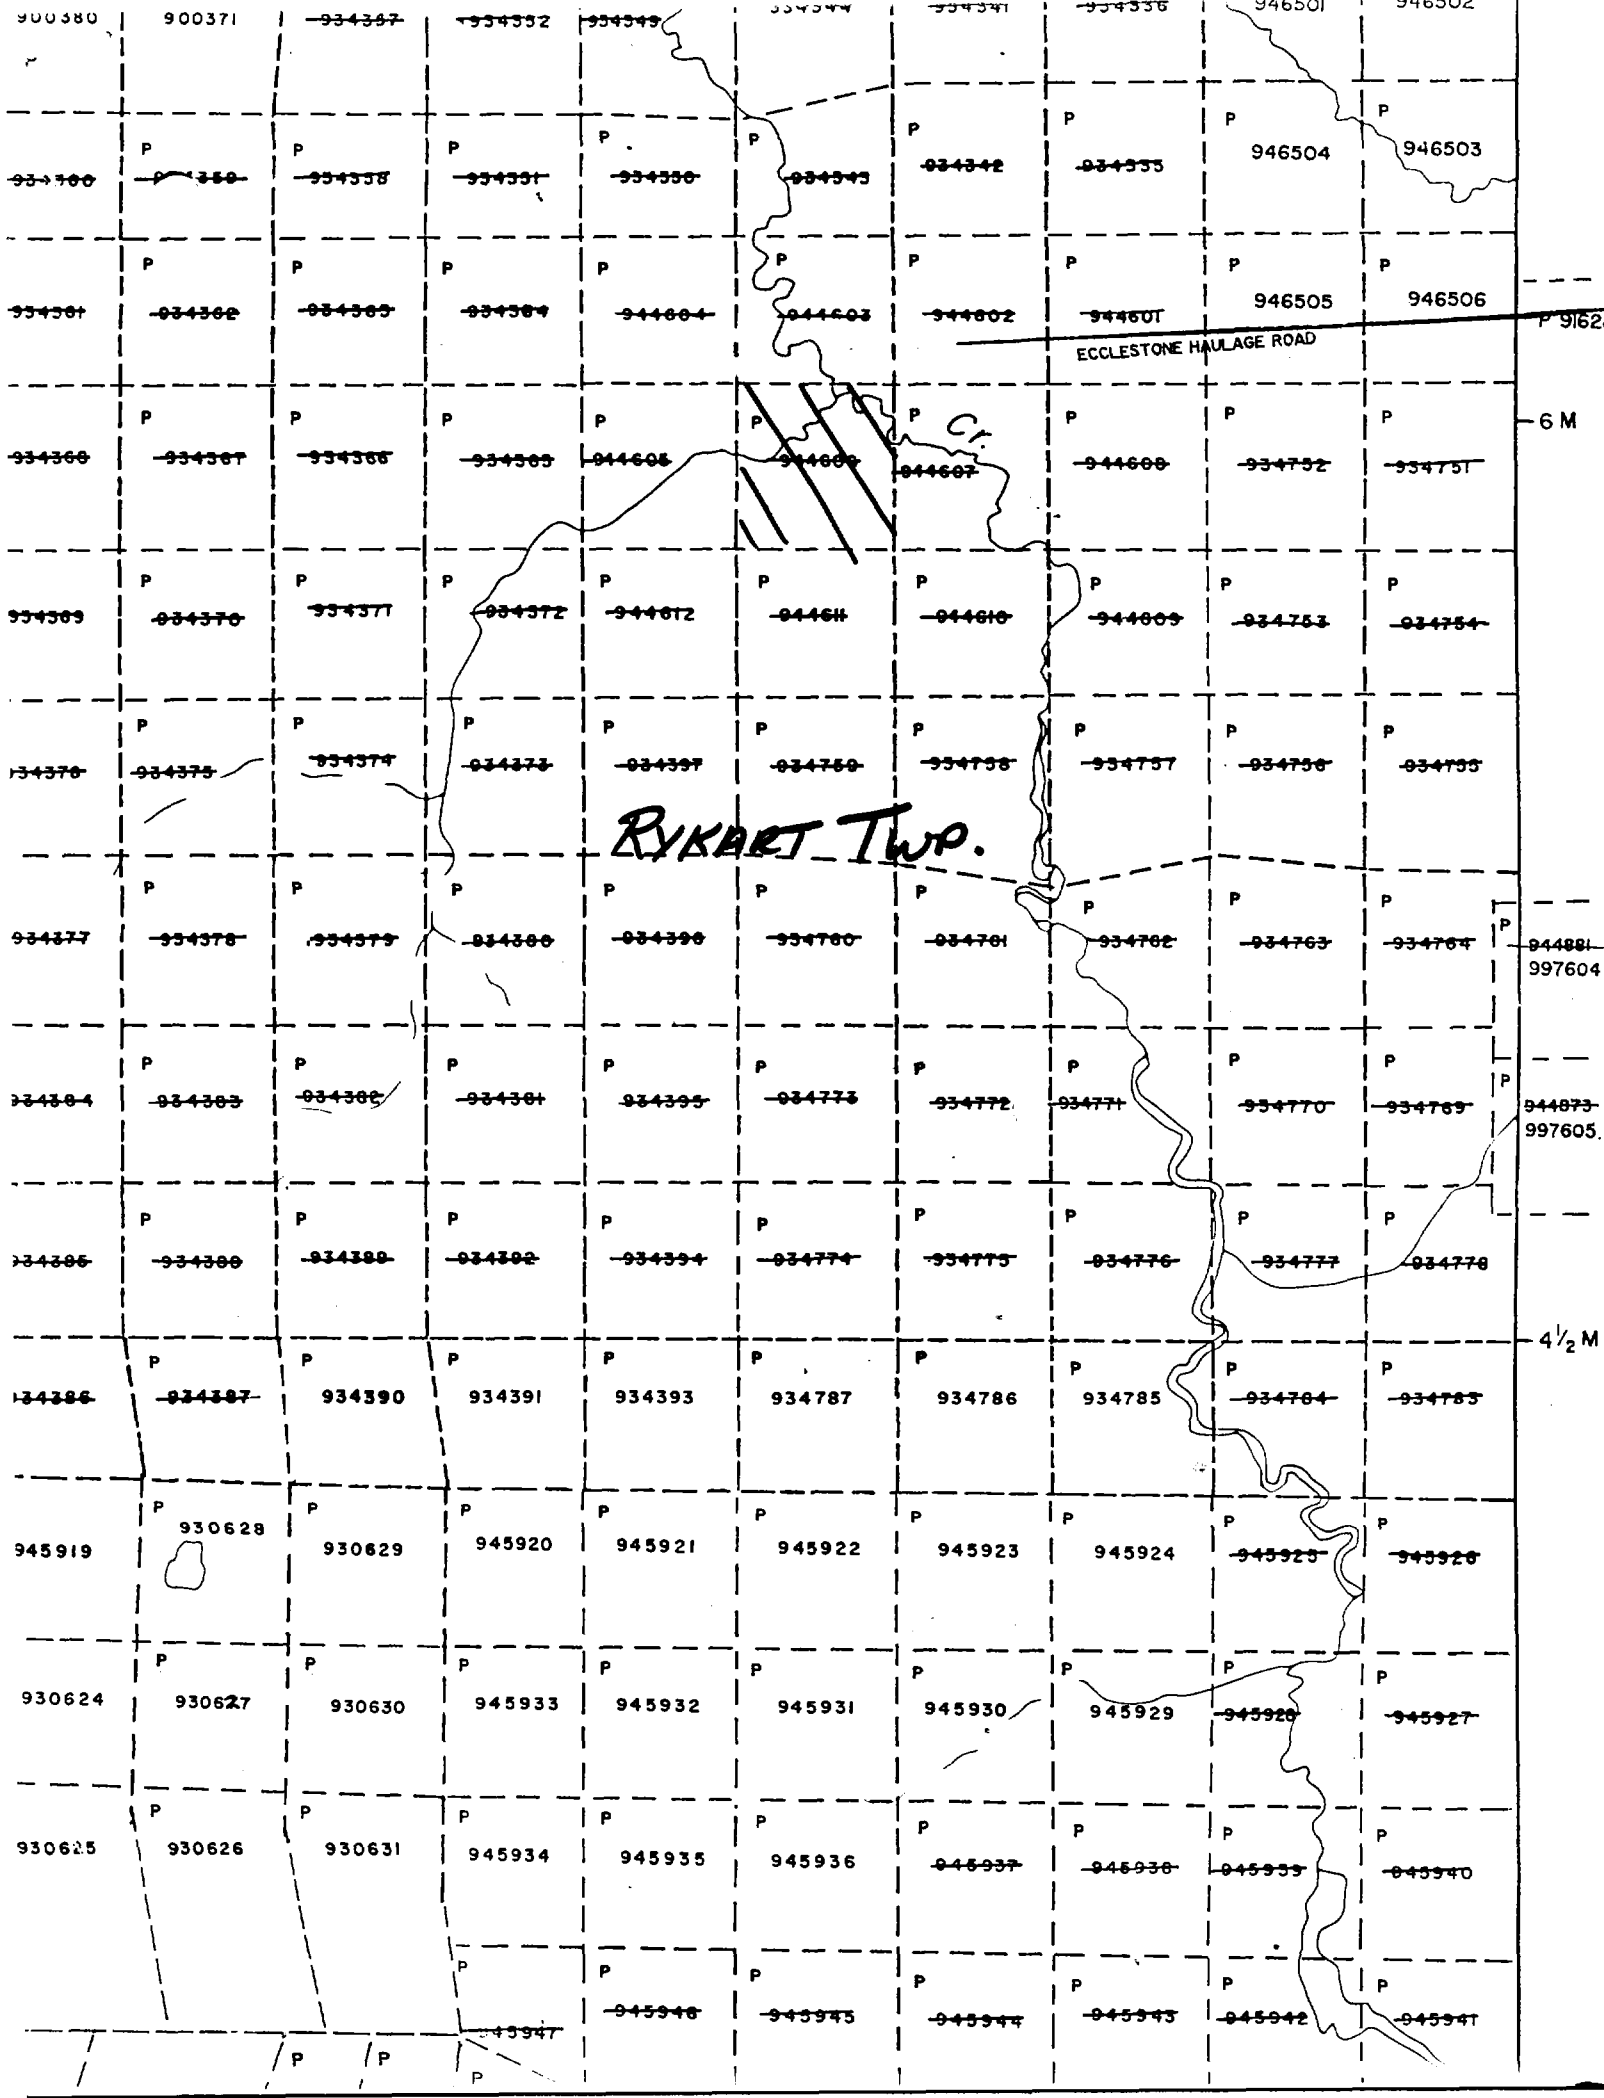 900380 900371 934357 934352 934349 934344 934341 934336 946501 946502
P P P P P P P P P
934358 934351 934350 934343 934342 934335 946504 946503
P P P P P P P P P
934361 934362 934363 934364 944604 944603 944602 944601 946505 946506
ECCLESTONE HAULAGE ROAD
P P P P P P P P P
6 M
Cr.
934368 934367 934366 934365 944605 944607 944608 934752 934751
P P P P P P P P P
934369 934370 934371 934372 944612 944611 944610 944609 934753 934754
P P P P P P P P P
934375 934374 934373 934397 934759 934758 934757 934756 934755
RYKART TWP.
P P P P P P P P P P
934377 934378 934379 934380 934396 934760 934761 934762 934763 934764 944881
997604
P P P P P P P P P P
934384 934383 934382 934381 934395 934773 934772 934771 934770 934769 944873
997605
P P P P P P P P P
934385 934388 934389 934392 934394 934774 934775 934776 934777 934778
4 1/2 M
P P P P P P P P P
934386 934387 934390 934391 934393 934787 934786 934785 934784 934783
P P P P P P P P P
945919 930628 930629 945920 945921 945922 945923 945924 945925 945926
P P P P P P P P P
930624 930627 930630 945933 945932 945931 945930 945929 945928 945927
P P P P P P P P P
930625 930626 930631 945934 945935 945936 945937 945938 945939 945940
P P P P P P P
945947 945946 945945 945944 945943 945942 945941
P P P